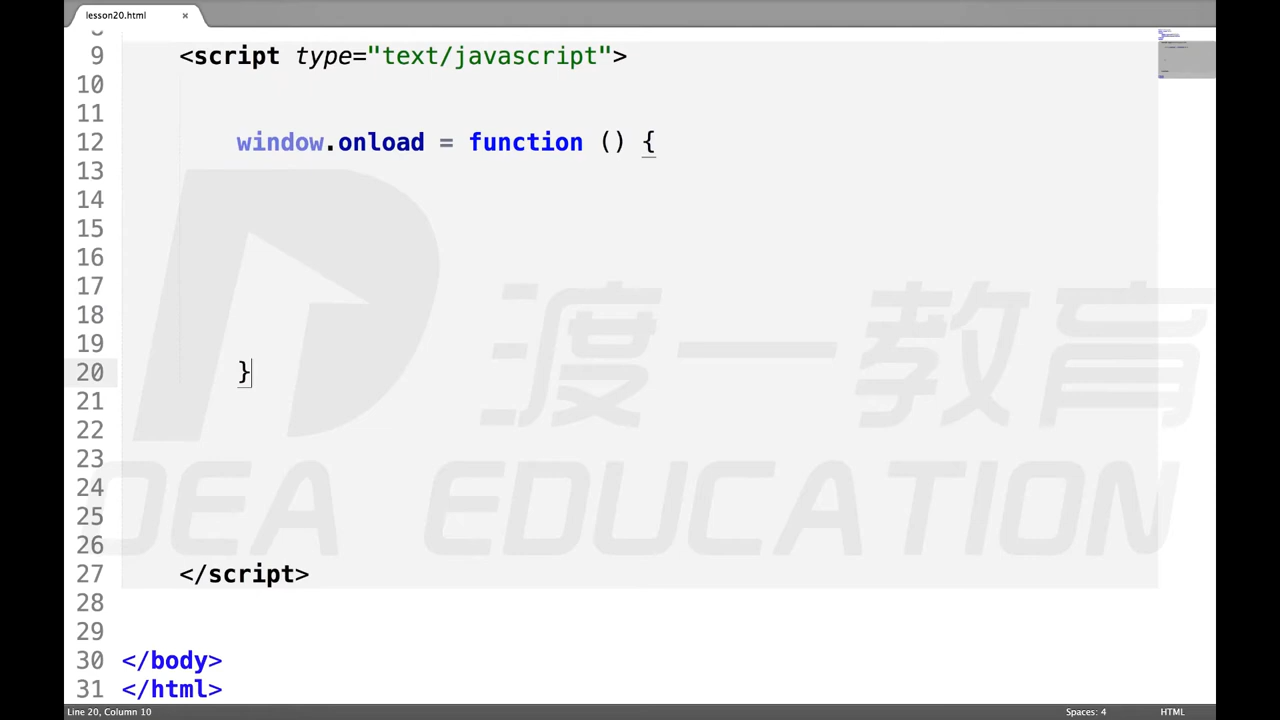 lesson20.html ×
9 <script type="text/javascript">
10
11
12 window.onload = function () {
13
14
15
16
17
18
19
20 }
21
22
23
24
25
26
27 </script>
28
29
30 </body>
31 </html>
渡一教育
DEA EDUCATION
Line 20, Column 10 Spaces: 4 HTML